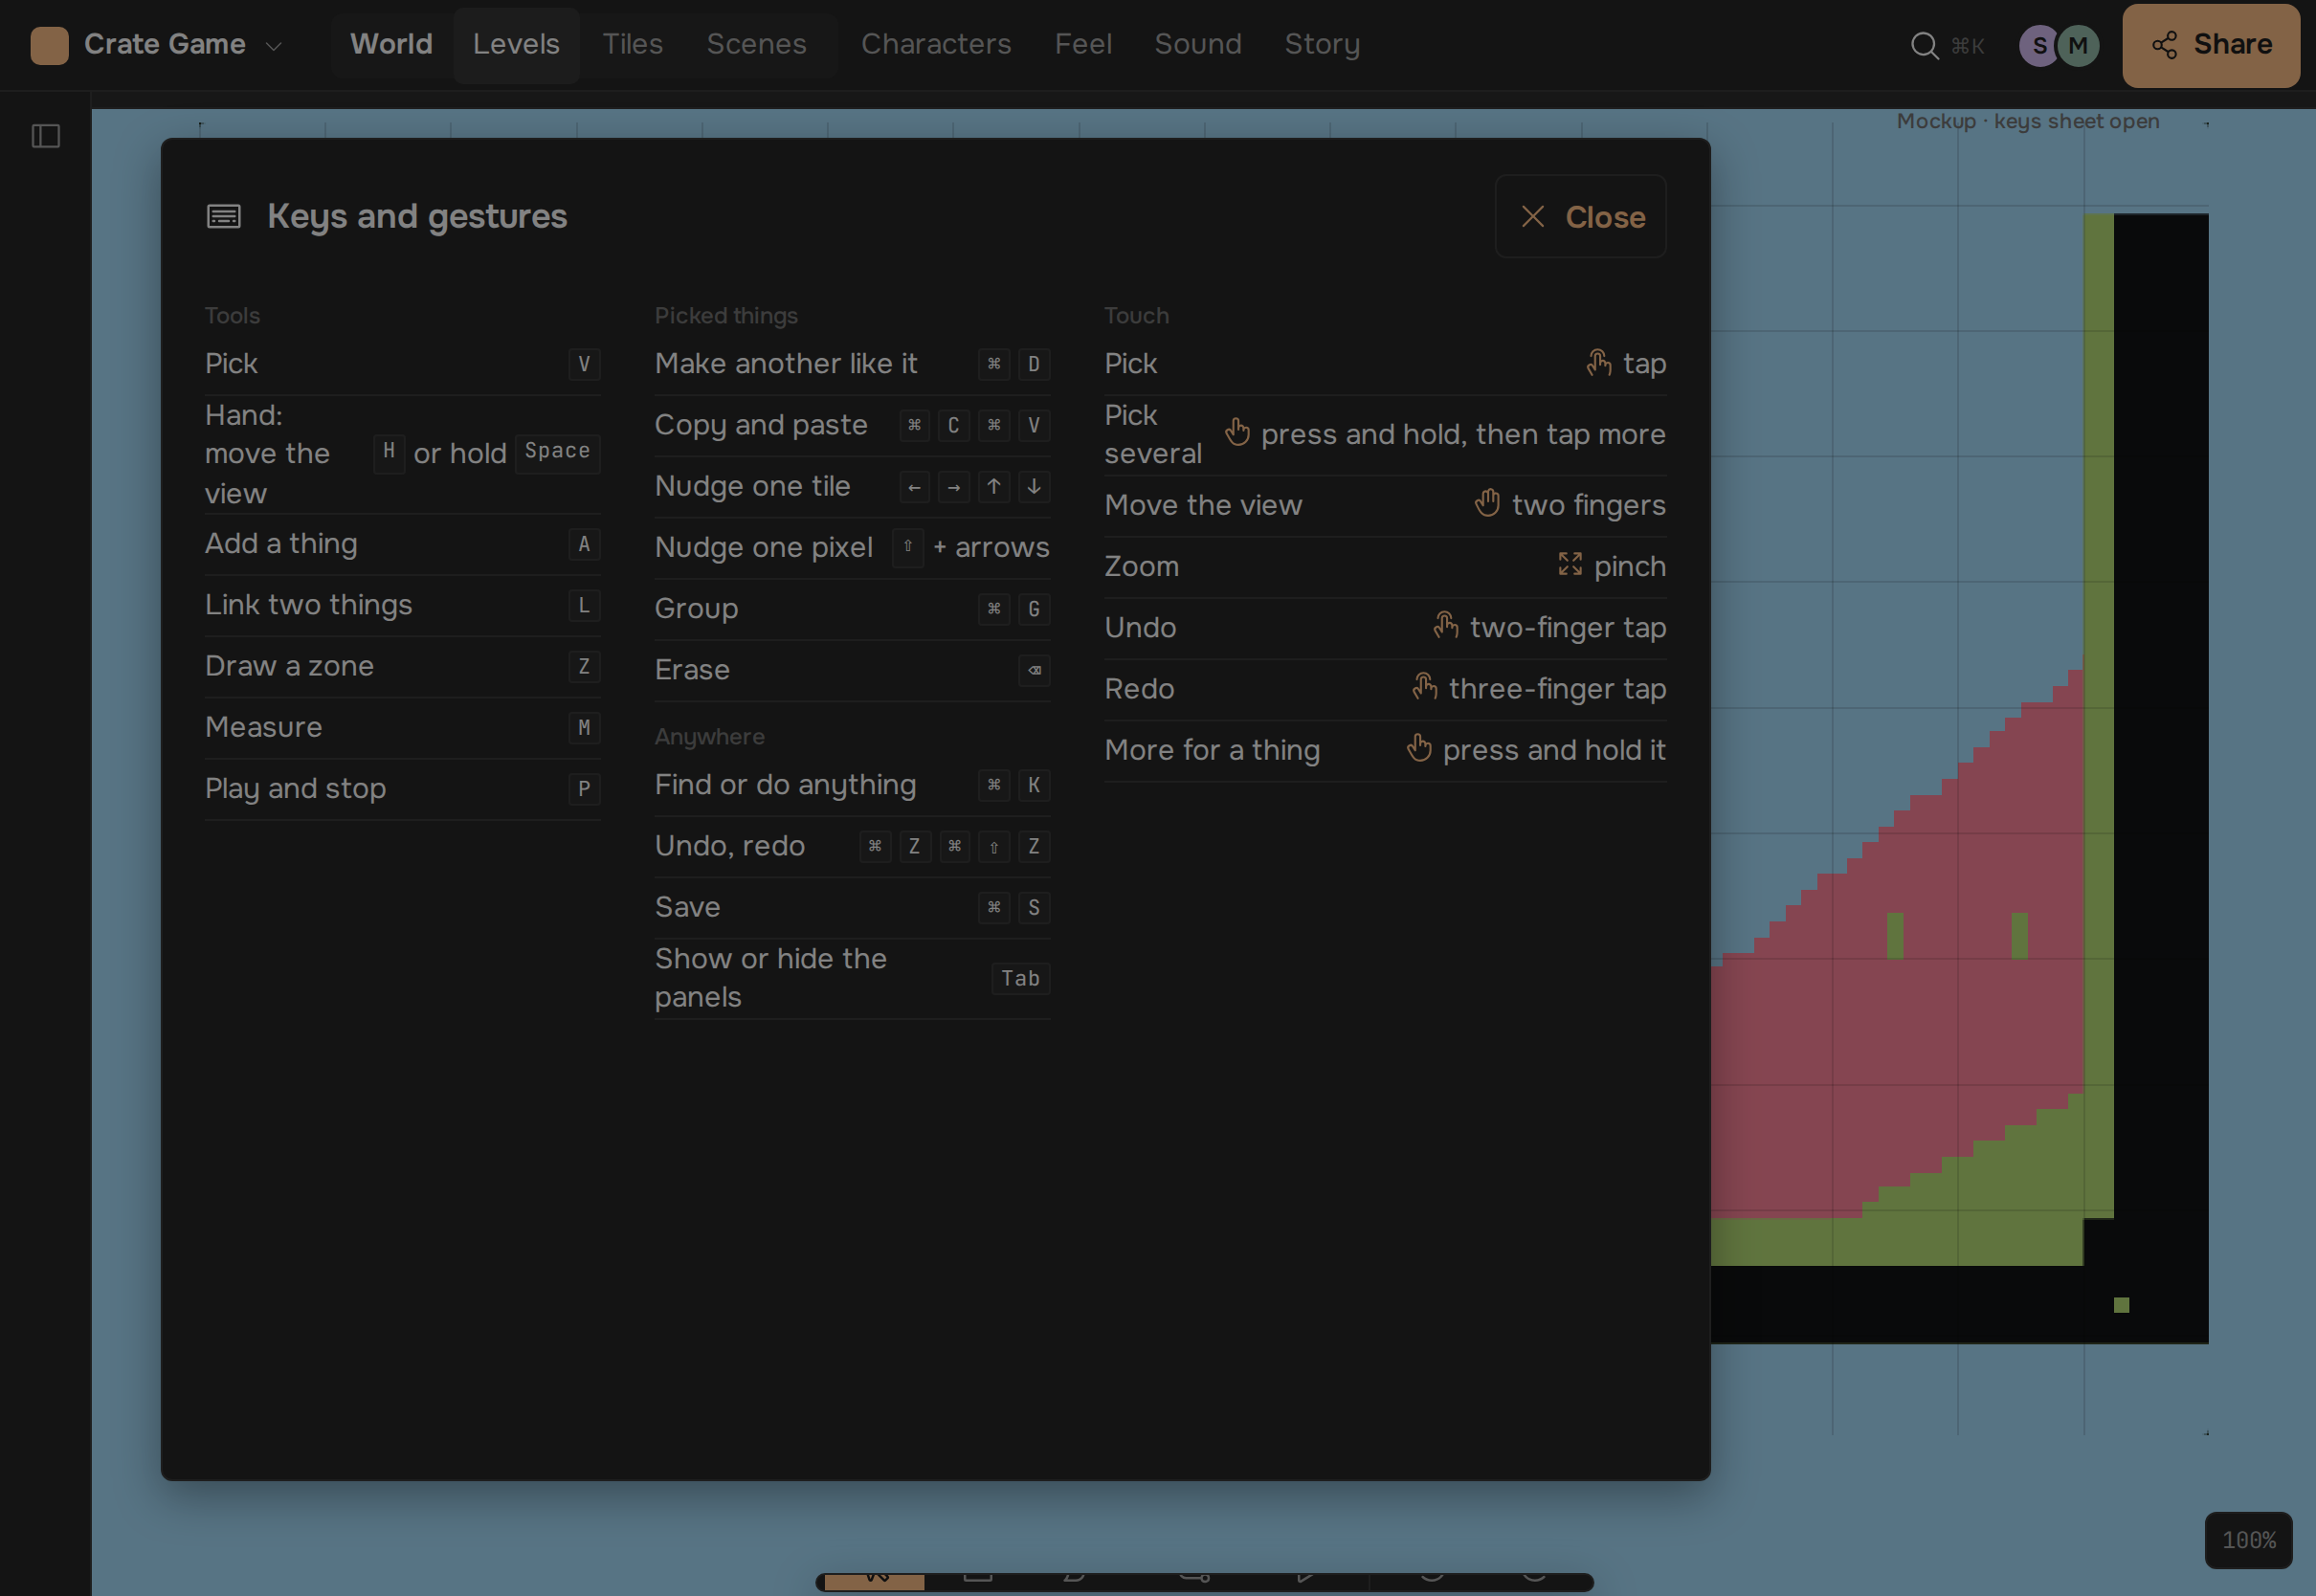 Crate Game World Levels Tiles Scenes Characters Feel Sound Story ⌘K S M Share
Mockup · keys sheet open
Keys and gestures
Close
Tools
Pick V
Hand:
move the H or hold Space
view
Add a thing A
Link two things L
Draw a zone Z
Measure M
Play and stop P
Picked things
Make another like it ⌘ D
Copy and paste ⌘ C ⌘ V
Nudge one tile ← → ↑ ↓
Nudge one pixel ⇧ + arrows
Group ⌘ G
Erase ⌫
Anywhere
Find or do anything ⌘ K
Undo, redo ⌘ Z ⌘ ⇧ Z
Save ⌘ S
Show or hide the
panels Tab
Touch
Pick tap
Pick
several press and hold, then tap more
Move the view two fingers
Zoom pinch
Undo two-finger tap
Redo three-finger tap
More for a thing press and hold it
100%